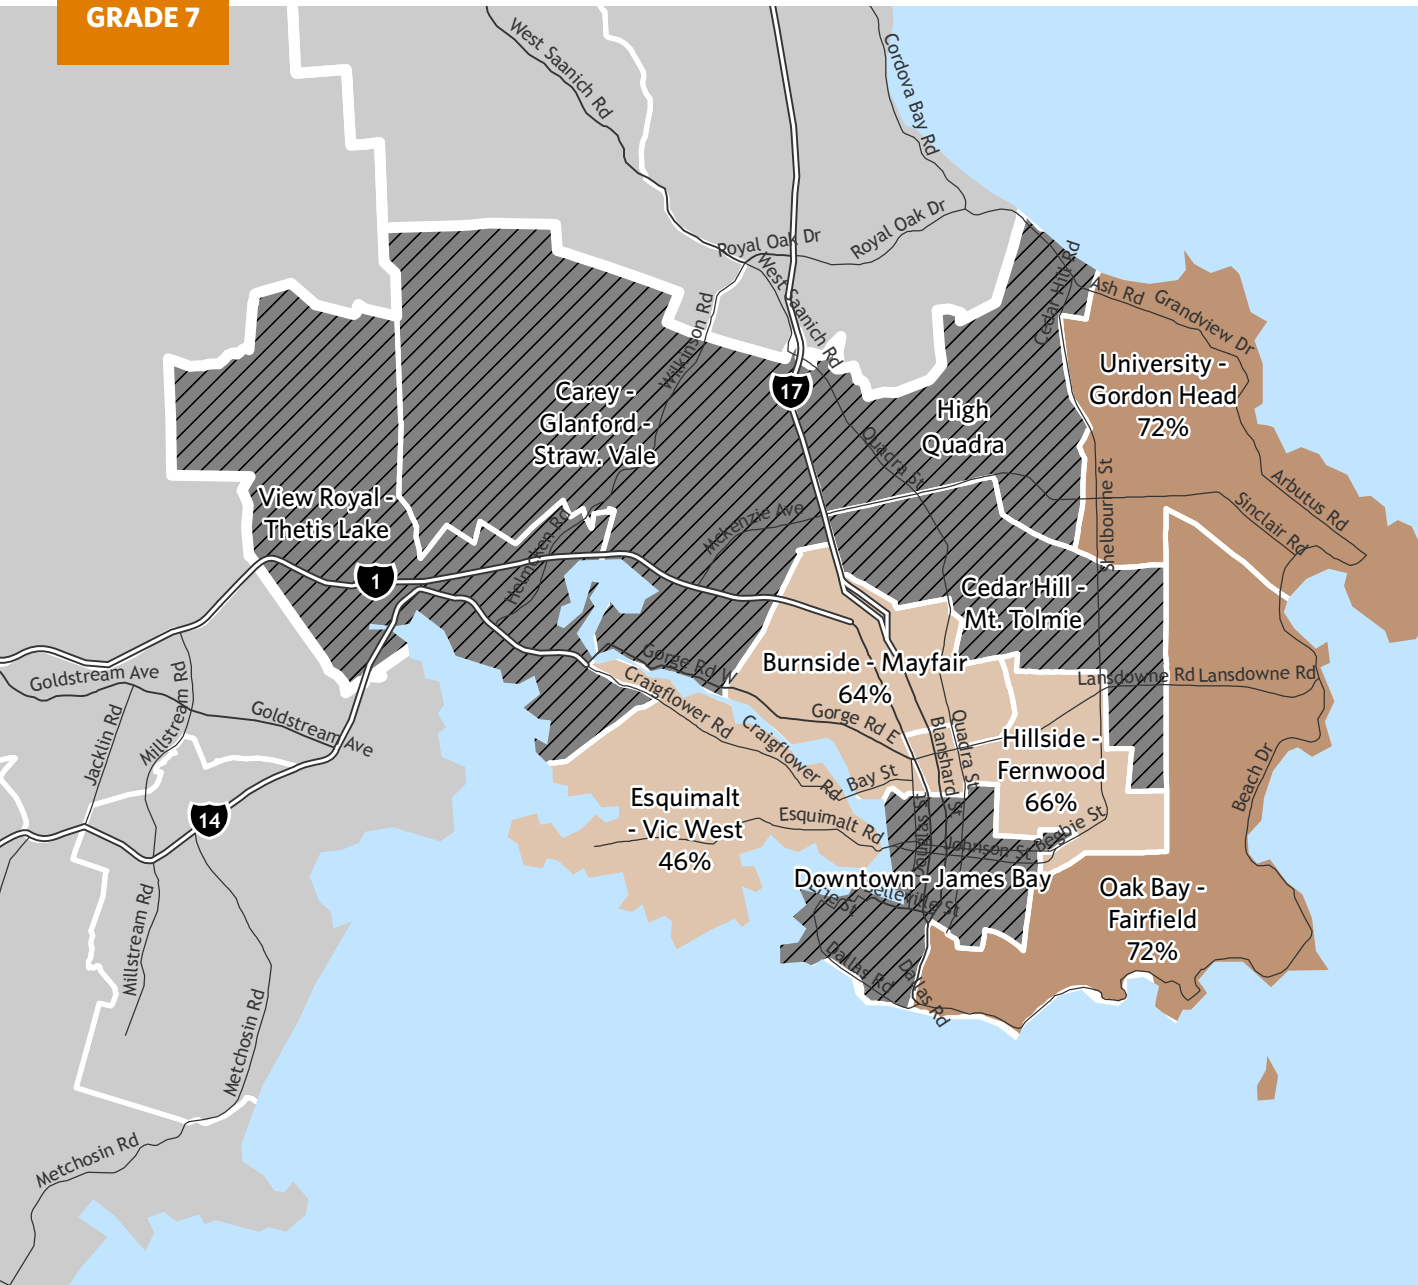 GRADE 7
West Saanich Rd
Cordova Bay Rd
Royal Oak Dr
Royal Oak Dr
West Saanich Rd
Cedar Hill Rd
Ash Rd
Grandview Dr
Wilkinson Rd
17
University -
Gordon Head
72%
Carey -
Glanford -
Straw. Vale
High
Quadra
Quadra St
Shelbourne St
Arbutus Rd
Sinclair Rd
View Royal -
Thetis Lake
Mckenzie Ave
Helmcken Rd
1
Cedar Hill -
Mt. Tolmie
Burnside - Mayfair
64%
Gorge Rd W
Goldstream Ave
Lansdowne Rd
Lansdowne Rd
Craigflower Rd
Millstream Rd
Jacklin Rd
Goldstream Ave
Gorge Rd E
Craigflower Rd
Blanshard St
Quadra St
Hillside -
Fernwood
66%
Bay St
Beach Dr
14
Esquimalt
- Vic West
46%
Esquimalt Rd
Douglas St
Johnson St
Begbie St
Downtown - James Bay
Belleville St
Oak Bay -
Fairfield
72%
Millstream Rd
Dallas Rd
Dallas Rd
Metchosin Rd
Metchosin Rd